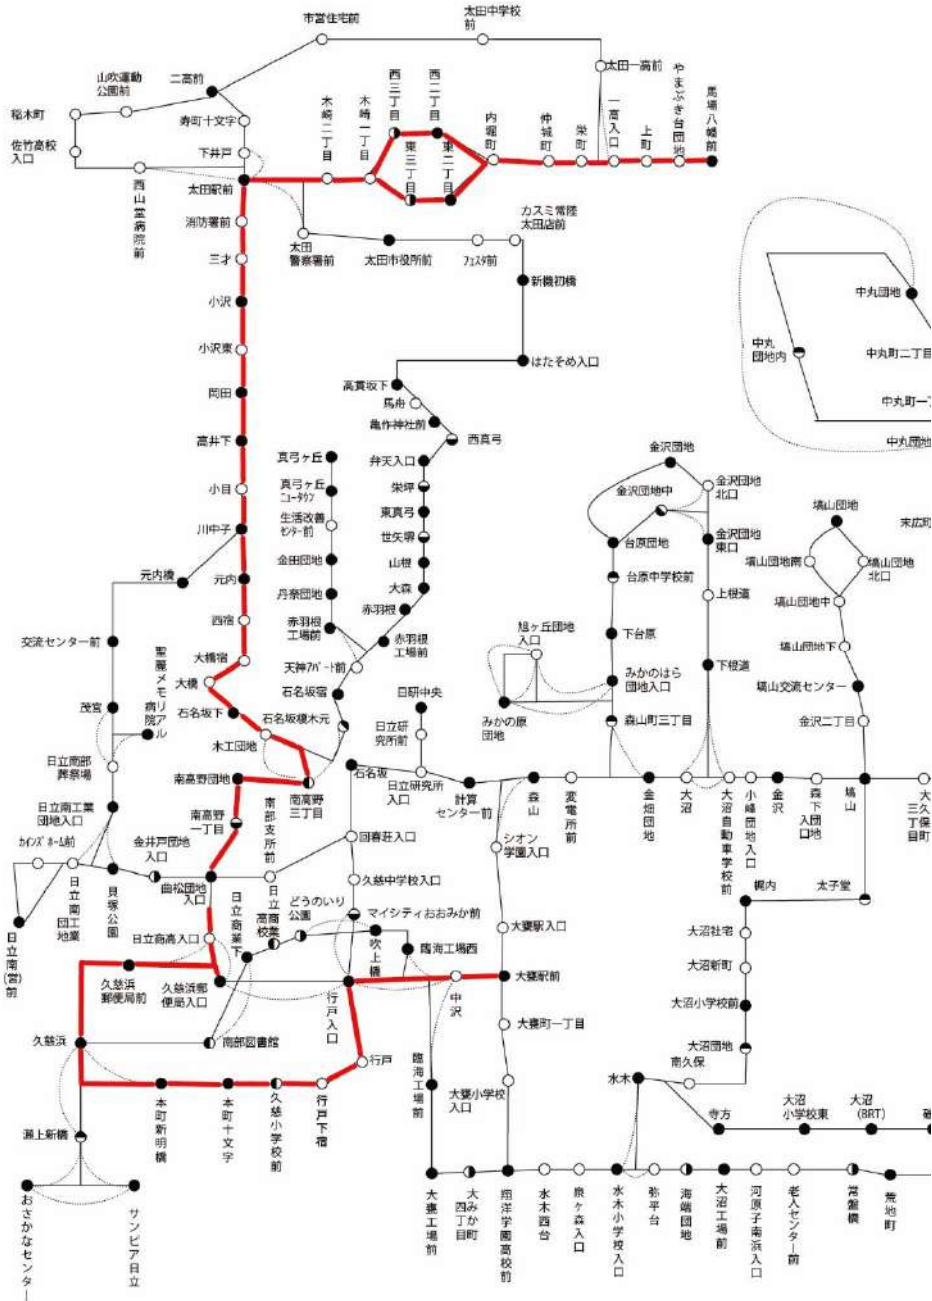 市営住宅前
太田中学校
前
山吹運動
公園前
二高前
稲木町
寿町十文字
佐竹高校
入口
下井戸
太田駅前
西山堂病院前
木崎二丁目
木崎一丁目
西三丁目
西二丁目
東三丁目
東二丁目
内堀町
仲城町
栄町
太田一高前
一高入口
上町
やまぶき台団地
馬場八幡前
消防署前
太田
警察署前
太田市役所前
フェスタ前
カスミ常陸
太田店前
三才
新機初橋
小沢
小沢東
はたそめ入口
岡田
高貫坂下
馬舟
亀作神社前
西真弓
高井下
小目
川中子
元内橋
元内
西宿
大橋宿
大橋
石名坂下
木工団地
真弓ヶ丘
真弓ヶ丘
ニュータウン
生活改善
センター前
金田団地
丹奈団地
赤羽根
工場前
弁天入口
栄坪
東真弓
世矢堺
山根
大森
赤羽根
赤羽根
工場前
天神アパート前
石名坂宿
石名坂榎木元
中丸団地
中丸
団地内
中丸町二丁目
中丸町一丁
中丸団地
金沢団地
金沢団地中
金沢団地
北口
台原団地
金沢団地
東口
台原中学校前
上根道
下台原
下根道
旭ヶ丘団地
入口
みかのはら
団地入口
みかの原
団地
森山町三丁目
塙山団地
末広町
塙山団地南
塙山団地
北口
塙山団地中
塙山団地下
塙山交流センター
金沢二丁目
交流センター前
聖麗メモリアル
病院
茂宮
日立南部
葬祭場
日立南工業
団地入口
カインズホーム前
日立南
工業
団地
貝塚公園
金井戸団地
入口
日立南(営)前
南高野団地
南高野
一丁目
南部支所前
南高野
三丁目
石名坂
日研中央
日立研
究所前
日立研究所
入口
計算
センター前
森山
変電所前
金畑団地
大沼
大沼自動車学校前
小峰団地入口
金沢
森下団地
入口
塙山
大久保町
三丁目
シオン
学園入口
回春荘入口
曲松団地
入口
久慈中学校入口
どうのいり
公園
マイシティおおみか前
日立商業下
日立
商業
高校
日立商高入口
吹上橋
臨海工場西
大甕駅入口
大甕駅前
中沢
久慈浜
郵便局前
久慈浜郵
便局入口
行戸入口
久慈浜
南部図書館
行戸
臨海工場前
大甕町一丁目
大甕小学校
入口
本町新明橋
本町十文字
久慈小学校前
行戸下宿
瀬上新橋
おさかなセンター
サンピア日立
梶内
太子堂
大沼社宅
大沼新町
大沼小学校前
大沼団地
南久保
水木
寺方
大沼
小学校東
大沼
(BRT)
大甕工場前
大みか町
四丁目
翔洋学園高校前
水木西台
泉ヶ森入口
水木小学校入口
弥平台
海端団地
大沼工場前
河原子南浜入口
老人センター前
常盤橋
荒地町